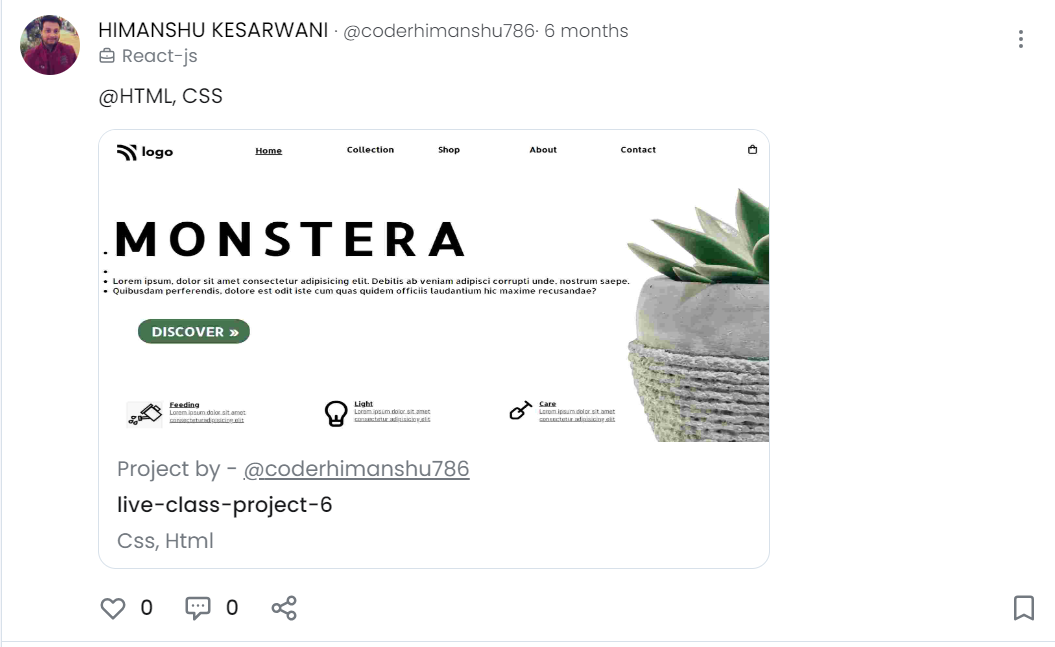 HIMANSHU KESARWANI · @coderhimanshu786· 6 months
React-js
@HTML, CSS
logo Home Collection Shop About Contact
MONSTERA
Lorem ipsum, dolor sit amet consectetur adipisicing elit. Debitis ab veniam adipisci corrupti unde, nostrum saepe.
Quibusdam perferendis, dolore est odit iste cum quas quidem officiis laudantium hic maxime recusandae?
DISCOVER »
Feeding
Lorem ipsum dolor sit amet
consecteturadipisicing elit
Light
Lorem ipsum dolor sit amet
consectetur adipisicing elit
Care
Lorem ipsum dolor sit amet
consectetur adipisicing elit
Project by - @coderhimanshu786
live-class-project-6
Css, Html
0 0